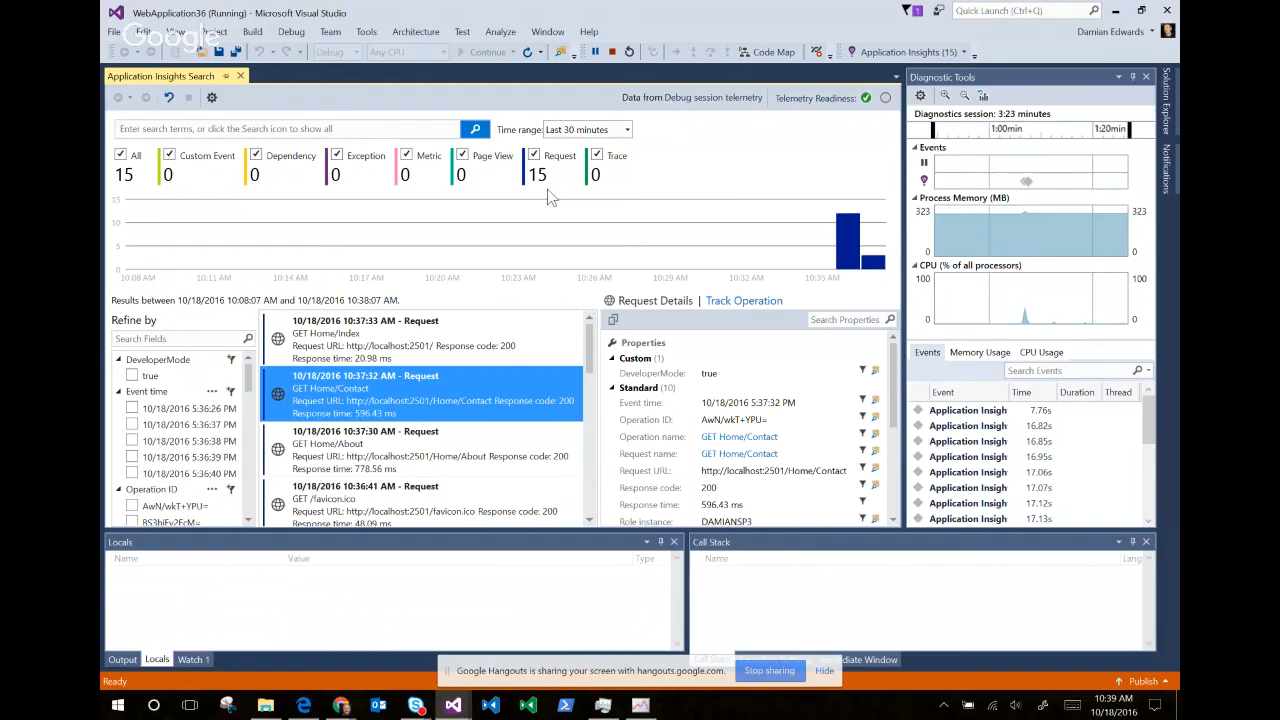 WebApplication36 (Running) - Microsoft Visual Studio
1
Quick Launch (Ctrl+Q)
Google
Build Debug Team Tools Architecture Test Analyze Window Help
Damian Edwards
Debug Any CPU Continue Code Map Application Insights (15)
Application Insights Search
Data from Debug session telemetry Telemetry Readiness:
Enter search terms, or click the Search icon to show all
Time range: Last 30 minutes
All Custom Event Dependency Exception Metric Page View Request Trace
15 0 0 0 0 0 15 0
15
10
5
0
10:08 AM 10:11 AM 10:14 AM 10:17 AM 10:20 AM 10:23 AM 10:26 AM 10:29 AM 10:32 AM 10:35 AM
Results between 10/18/2016 10:08:07 AM and 10/18/2016 10:38:07 AM.
Refine by
Search Fields
DeveloperMode
true
Event time
10/18/2016 5:36:26 PM
10/18/2016 5:36:37 PM
10/18/2016 5:36:38 PM
10/18/2016 5:36:39 PM
10/18/2016 5:36:40 PM
Operation ID
AwN/wkT+YPU=
10/18/2016 10:37:33 AM - Request
GET Home/Index
Request URL: http://localhost:2501/ Response code: 200
Response time: 20.98 ms
10/18/2016 10:37:32 AM - Request
GET Home/Contact
Request URL: http://localhost:2501/Home/Contact Response code: 200
Response time: 596.43 ms
10/18/2016 10:37:30 AM - Request
GET Home/About
Request URL: http://localhost:2501/Home/About Response code: 200
Response time: 778.56 ms
10/18/2016 10:36:41 AM - Request
GET /favicon.ico
Request URL: http://localhost:2501/favicon.ico Response code: 200
Response time: 48.09 ms
Request Details | Track Operation
Search Properties
Properties
Custom (1)
DeveloperMode: true
Standard (10)
Event time: 10/18/2016 5:37:32 PM
Operation ID: AwN/wkT+YPU=
Operation name: GET Home/Contact
Request name: GET Home/Contact
Request URL: http://localhost:2501/Home/Contact
Response code: 200
Response time: 596.43 ms
Role instance: DAMIANSP3
Diagnostic Tools
Diagnostics session: 3:23 minutes
1:00min 1:20min
Events
Process Memory (MB)
323 323
0 0
CPU (% of all processors)
100 100
0 0
Events Memory Usage CPU Usage
Search Events
Event Time Duration Thread
Application Insigh 7.76s
Application Insigh 16.82s
Application Insigh 16.85s
Application Insigh 16.95s
Application Insigh 17.06s
Application Insigh 17.07s
Application Insigh 17.12s
Application Insigh 17.13s
Solution Explorer
Notifications
Locals
Name Value Type
Call Stack
Name Lang
Output Locals Watch 1
Immediate Window
Google Hangouts is sharing your screen with hangouts.google.com. Stop sharing Hide
Ready
Publish
10:39 AM
10/18/2016